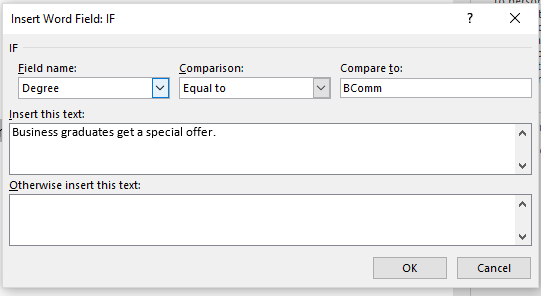 Insert Word Field: IF
IF
Field name: Comparison: Compare to:
Degree Equal to BComm
Insert this text:
Business graduates get a special offer.
Otherwise insert this text:
OK Cancel